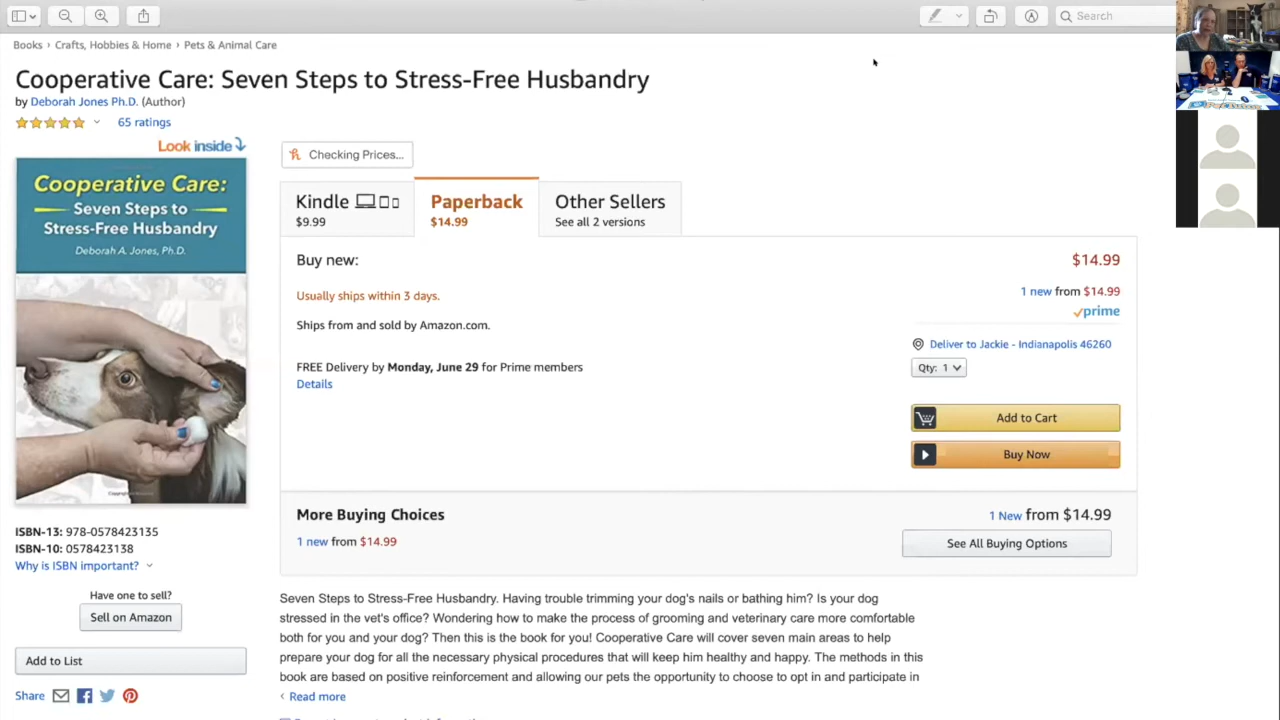 Search
Books › Crafts, Hobbies & Home › Pets & Animal Care
Cooperative Care: Seven Steps to Stress-Free Husbandry
by Deborah Jones Ph.D. (Author)
65 ratings
Look inside
Cooperative Care:
Seven Steps to
Stress-Free Husbandry
Deborah A. Jones, Ph.D.
Checking Prices...
Kindle
$9.99
Paperback
$14.99
Other Sellers
See all 2 versions
Buy new:
$14.99
Usually ships within 3 days.
1 new from $14.99
prime
Ships from and sold by Amazon.com.
Deliver to Jackie - Indianapolis 46260
FREE Delivery by Monday, June 29 for Prime members
Qty: 1
Details
Add to Cart
Buy Now
More Buying Choices
1 new from $14.99
1 New from $14.99
See All Buying Options
ISBN-13: 978-0578423135
ISBN-10: 0578423138
Why is ISBN important?
Have one to sell?
Sell on Amazon
Add to List
Share
Seven Steps to Stress-Free Husbandry. Having trouble trimming your dog's nails or bathing him? Is your dog
stressed in the vet's office? Wondering how to make the process of grooming and veterinary care more comfortable
both for you and your dog? Then this is the book for you! Cooperative Care will cover seven main areas to help
prepare your dog for all the necessary physical procedures that will keep him healthy and happy. The methods in this
book are based on positive reinforcement and allowing our pets the opportunity to choose to opt in and participate in
Read more